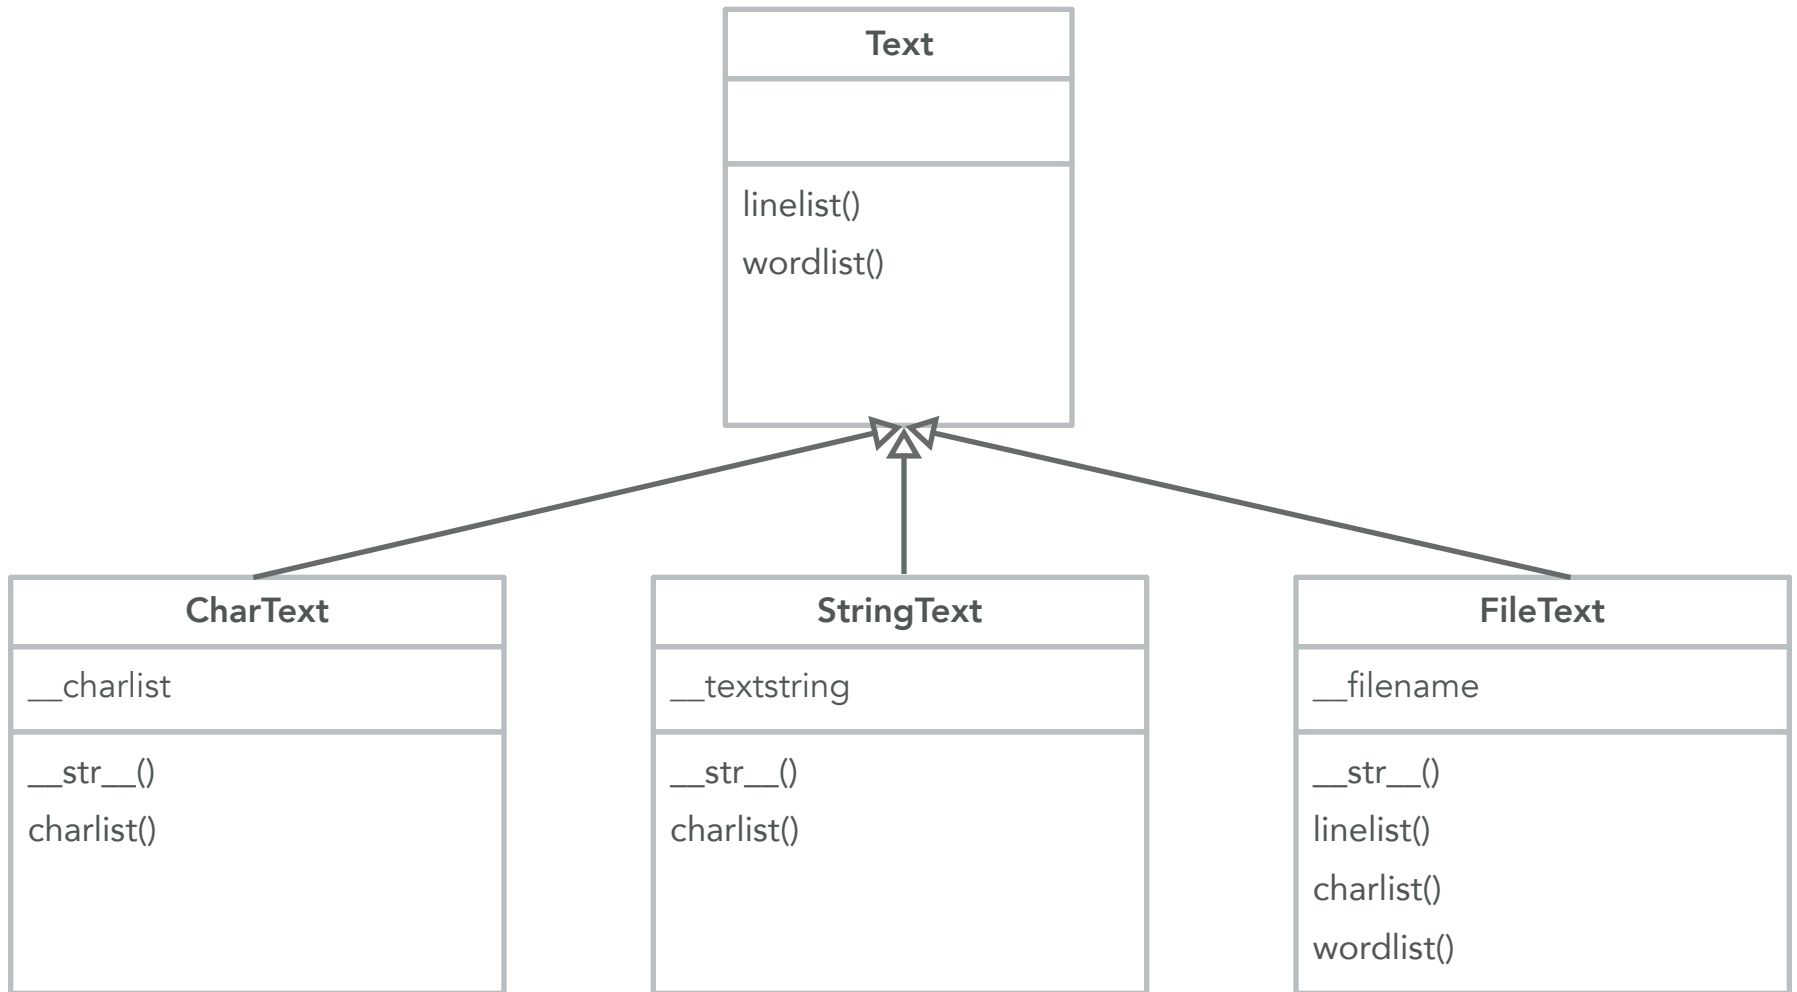 Text
linelist()
wordlist()
CharText
__charlist
__str__()
charlist()
StringText
__textstring
__str__()
charlist()
FileText
__filename
__str__()
linelist()
charlist()
wordlist()